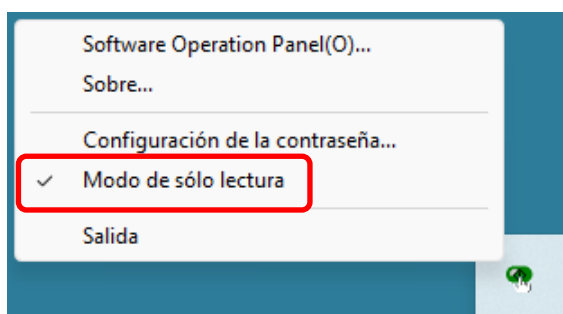 Software Operation Panel(O)...
Sobre...
Configuración de la contraseña...
Modo de sólo lectura
Salida